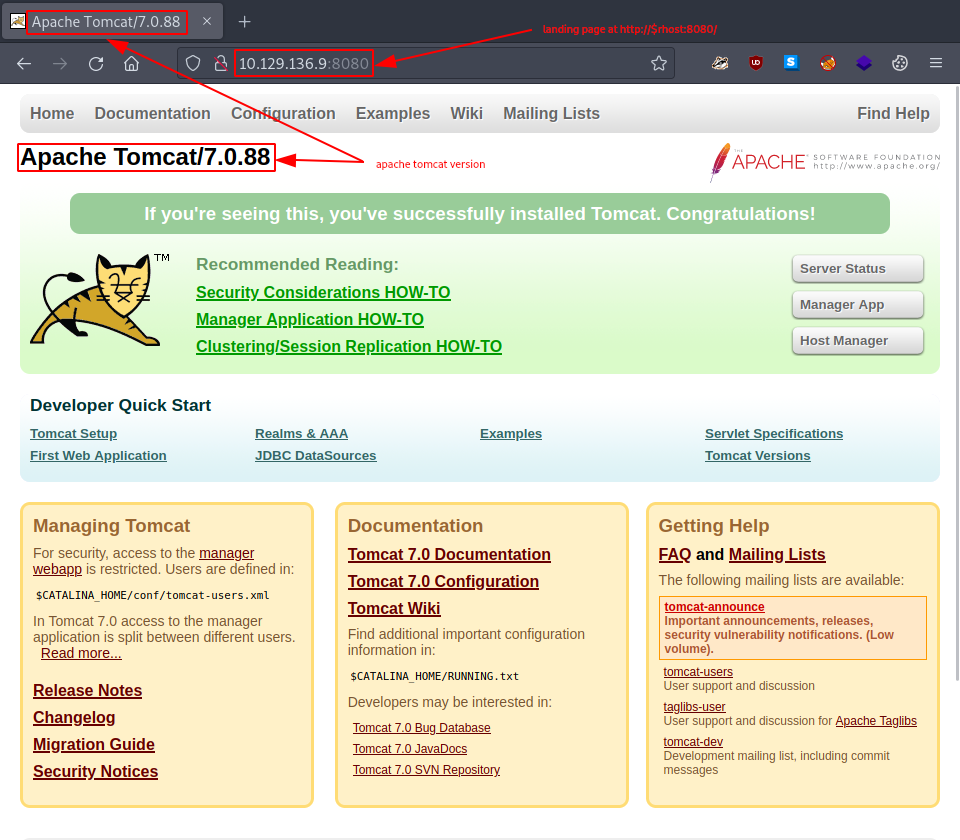 Apache Tomcat/7.0.88
landing page at http://$rhost:8080/
10.129.136.9:8080
Home Documentation Configuration Examples Wiki Mailing Lists Find Help
Apache Tomcat/7.0.88
apache tomcat version
THE
APACHE
SOFTWARE FOUNDATION
http://www.apache.org/
If you're seeing this, you've successfully installed Tomcat. Congratulations!
TM
Recommended Reading:
Security Considerations HOW-TO
Manager Application HOW-TO
Clustering/Session Replication HOW-TO
Server Status
Manager App
Host Manager
Developer Quick Start
Tomcat Setup
First Web Application
Realms & AAA
JDBC DataSources
Examples
Servlet Specifications
Tomcat Versions
Managing Tomcat
For security, access to the manager
webapp is restricted. Users are defined in:
$CATALINA_HOME/conf/tomcat-users.xml
In Tomcat 7.0 access to the manager
application is split between different users.
Read more...
Release Notes
Changelog
Migration Guide
Security Notices
Documentation
Tomcat 7.0 Documentation
Tomcat 7.0 Configuration
Tomcat Wiki
Find additional important configuration
information in:
$CATALINA_HOME/RUNNING.txt
Developers may be interested in:
Tomcat 7.0 Bug Database
Tomcat 7.0 JavaDocs
Tomcat 7.0 SVN Repository
Getting Help
FAQ and Mailing Lists
The following mailing lists are available:
tomcat-announce
Important announcements, releases,
security vulnerability notifications. (Low
volume).
tomcat-users
User support and discussion
taglibs-user
User support and discussion for Apache Taglibs
tomcat-dev
Development mailing list, including commit
messages